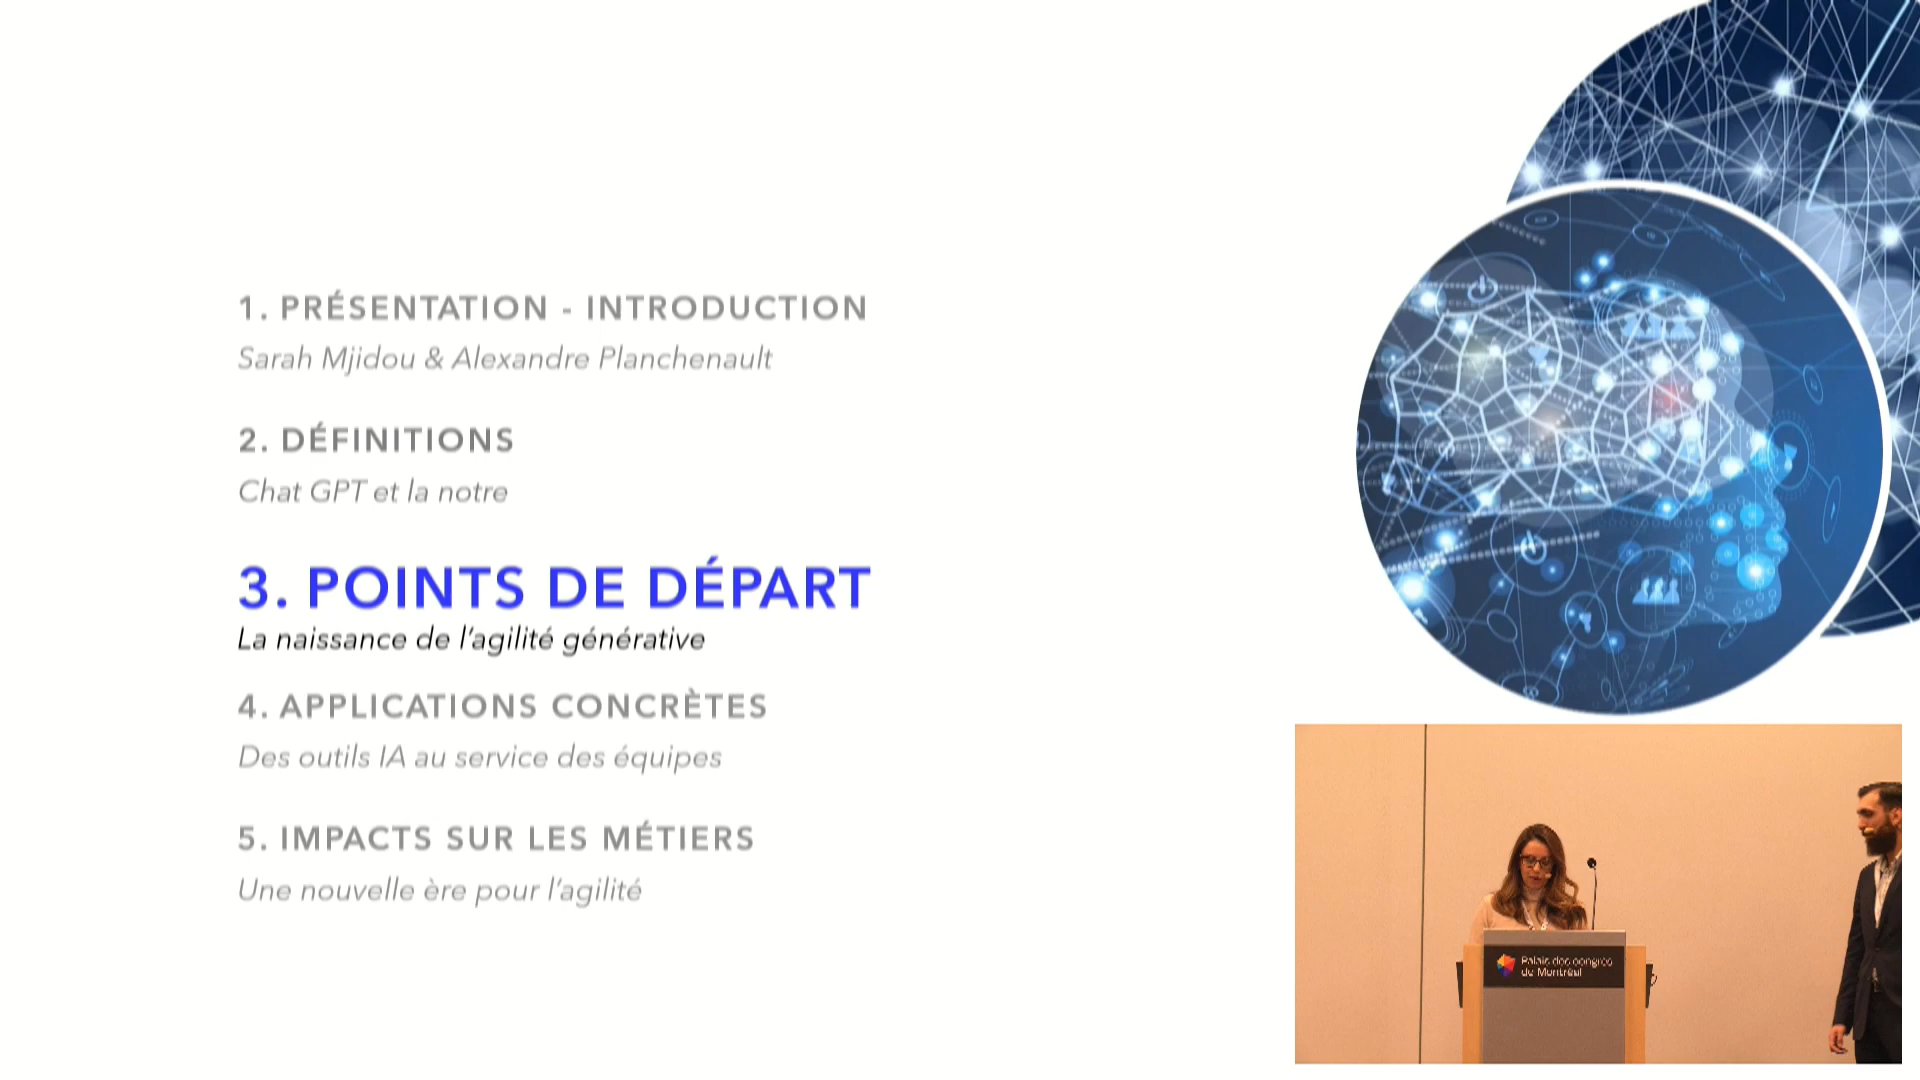 1. PRÉSENTATION - INTRODUCTION
Sarah Mjidou & Alexandre Planchenault
2. DÉFINITIONS
Chat GPT et la notre
3. POINTS DE DÉPART
La naissance de l'agilité générative
4. APPLICATIONS CONCRÈTES
Des outils IA au service des équipes
5. IMPACTS SUR LES MÉTIERS
Une nouvelle ère pour l'agilité
Palais des congrès
de Montréal